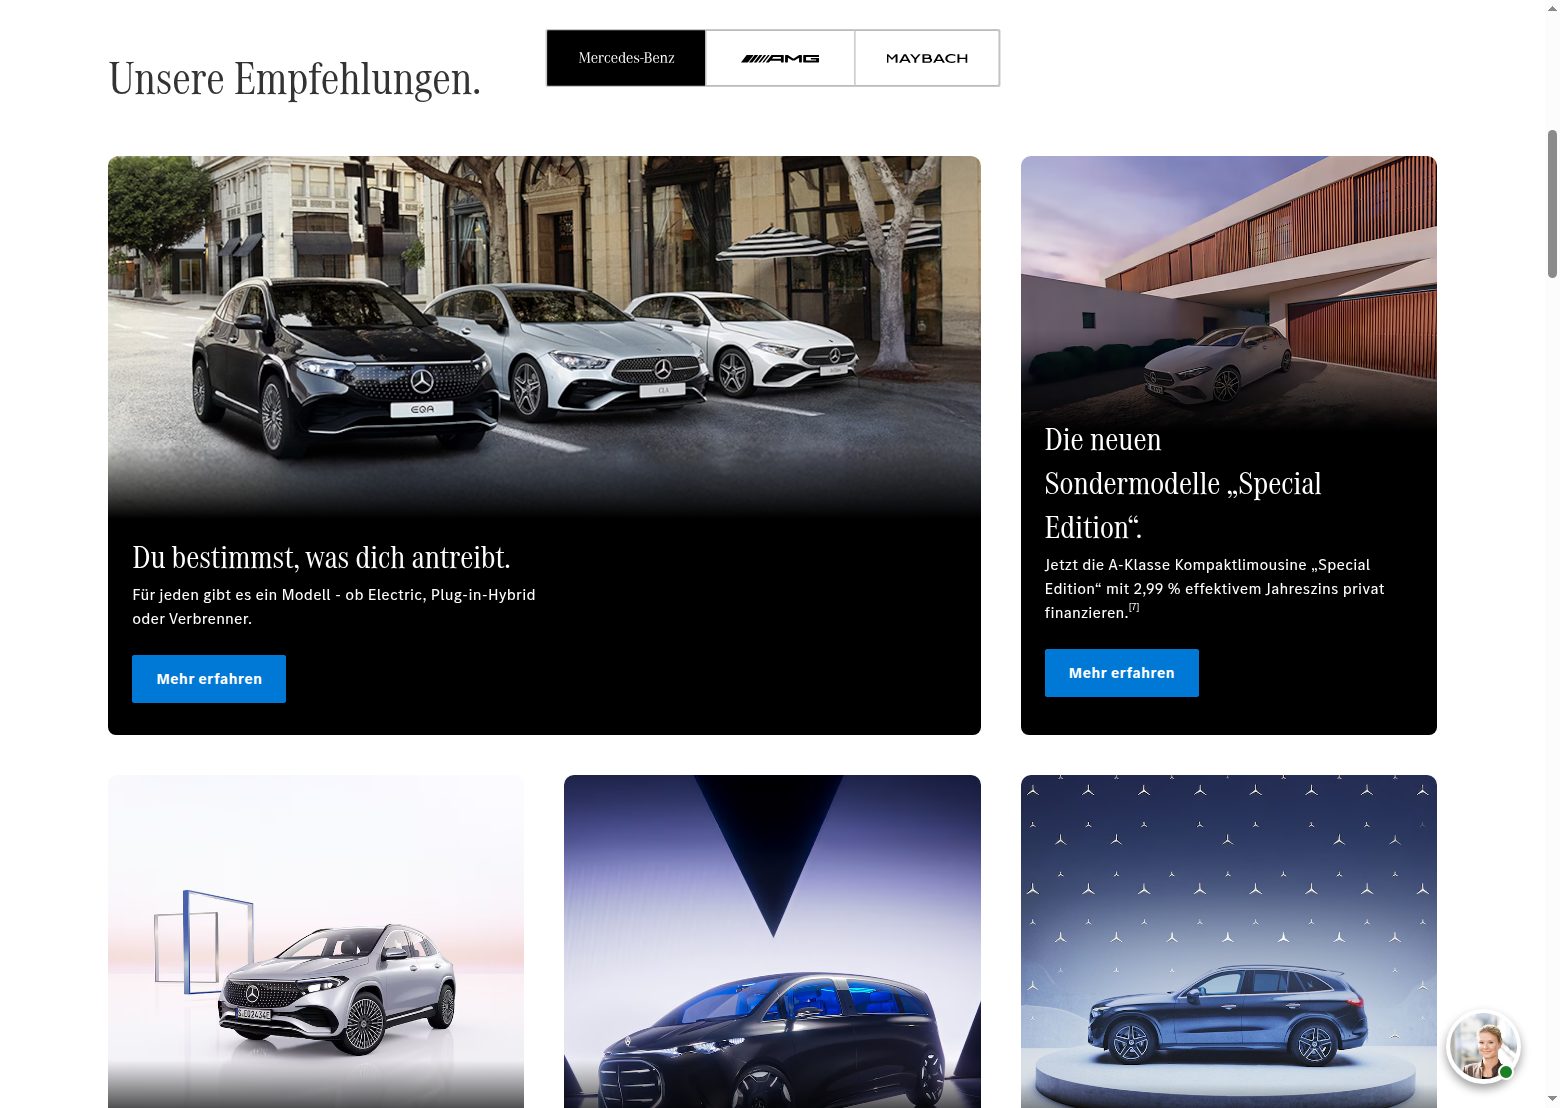 Unsere Empfehlungen.
Mercedes-Benz
AMG
MAYBACH
EQA
CLA
Du bestimmst, was dich antreibt.
Für jeden gibt es ein Modell - ob Electric, Plug-in-Hybrid
oder Verbrenner.
Mehr erfahren
Die neuen
Sondermodelle „Special
Edition“.
Jetzt die A-Klasse Kompaktlimousine „Special
Edition“ mit 2,99 % effektivem Jahreszins privat
finanzieren.[7]
Mehr erfahren